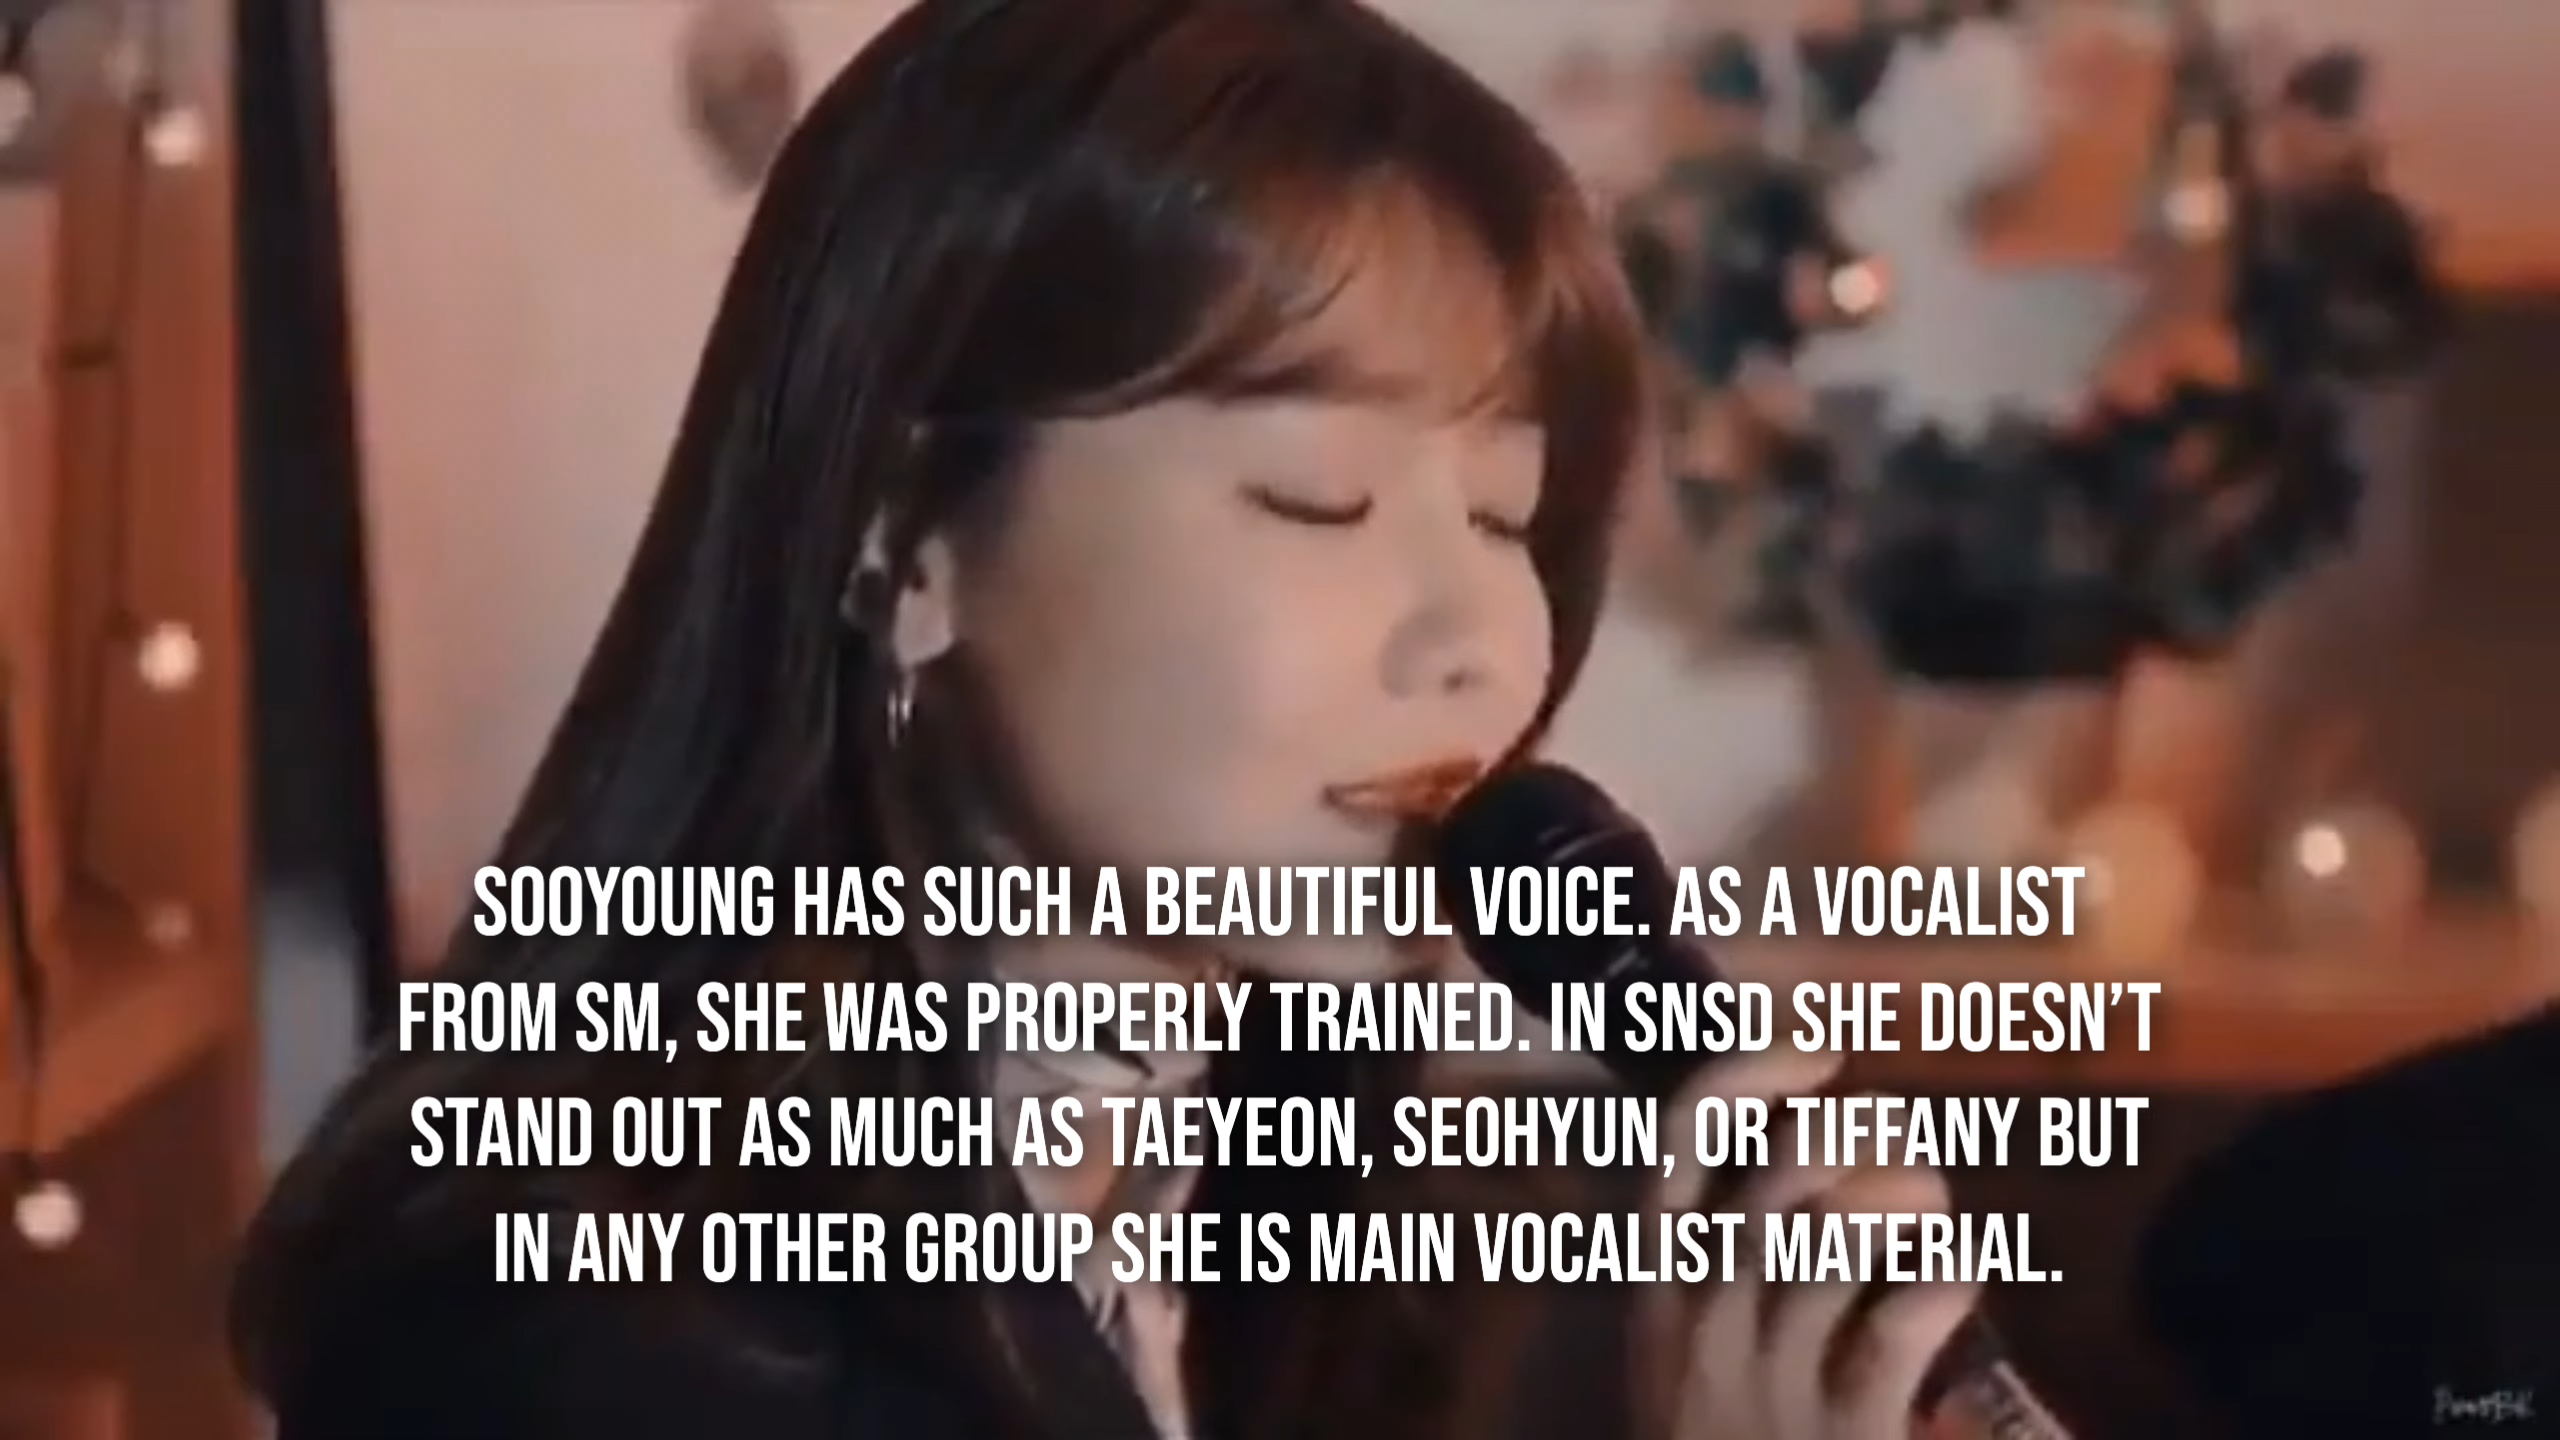 SOOYOUNG HAS SUCH A BEAUTIFUL VOICE. AS A VOCALIST
FROM SM, SHE WAS PROPERLY TRAINED. IN SNSD SHE DOESN'T
STAND OUT AS MUCH AS TAEYEON, SEOHYUN, OR TIFFANY BUT
IN ANY OTHER GROUP SHE IS MAIN VOCALIST MATERIAL.